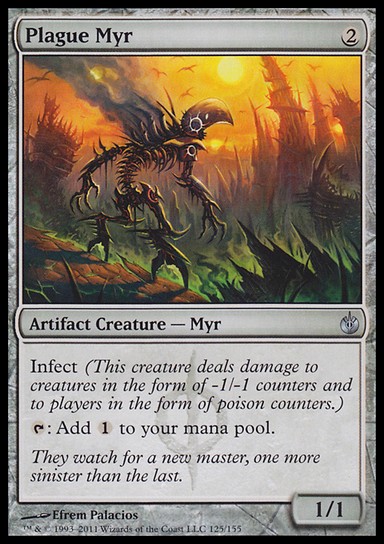 Plague Myr 2
Artifact Creature — Myr
Infect (This creature deals damage to
creatures in the form of -1/-1 counters and
to players in the form of poison counters.)
: Add 1 to your mana pool.
They watch for a new master, one more
sinister than the last.
Efrem Palacios
™ & © 1993-2011 Wizards of the Coast LLC 125/155
1/1